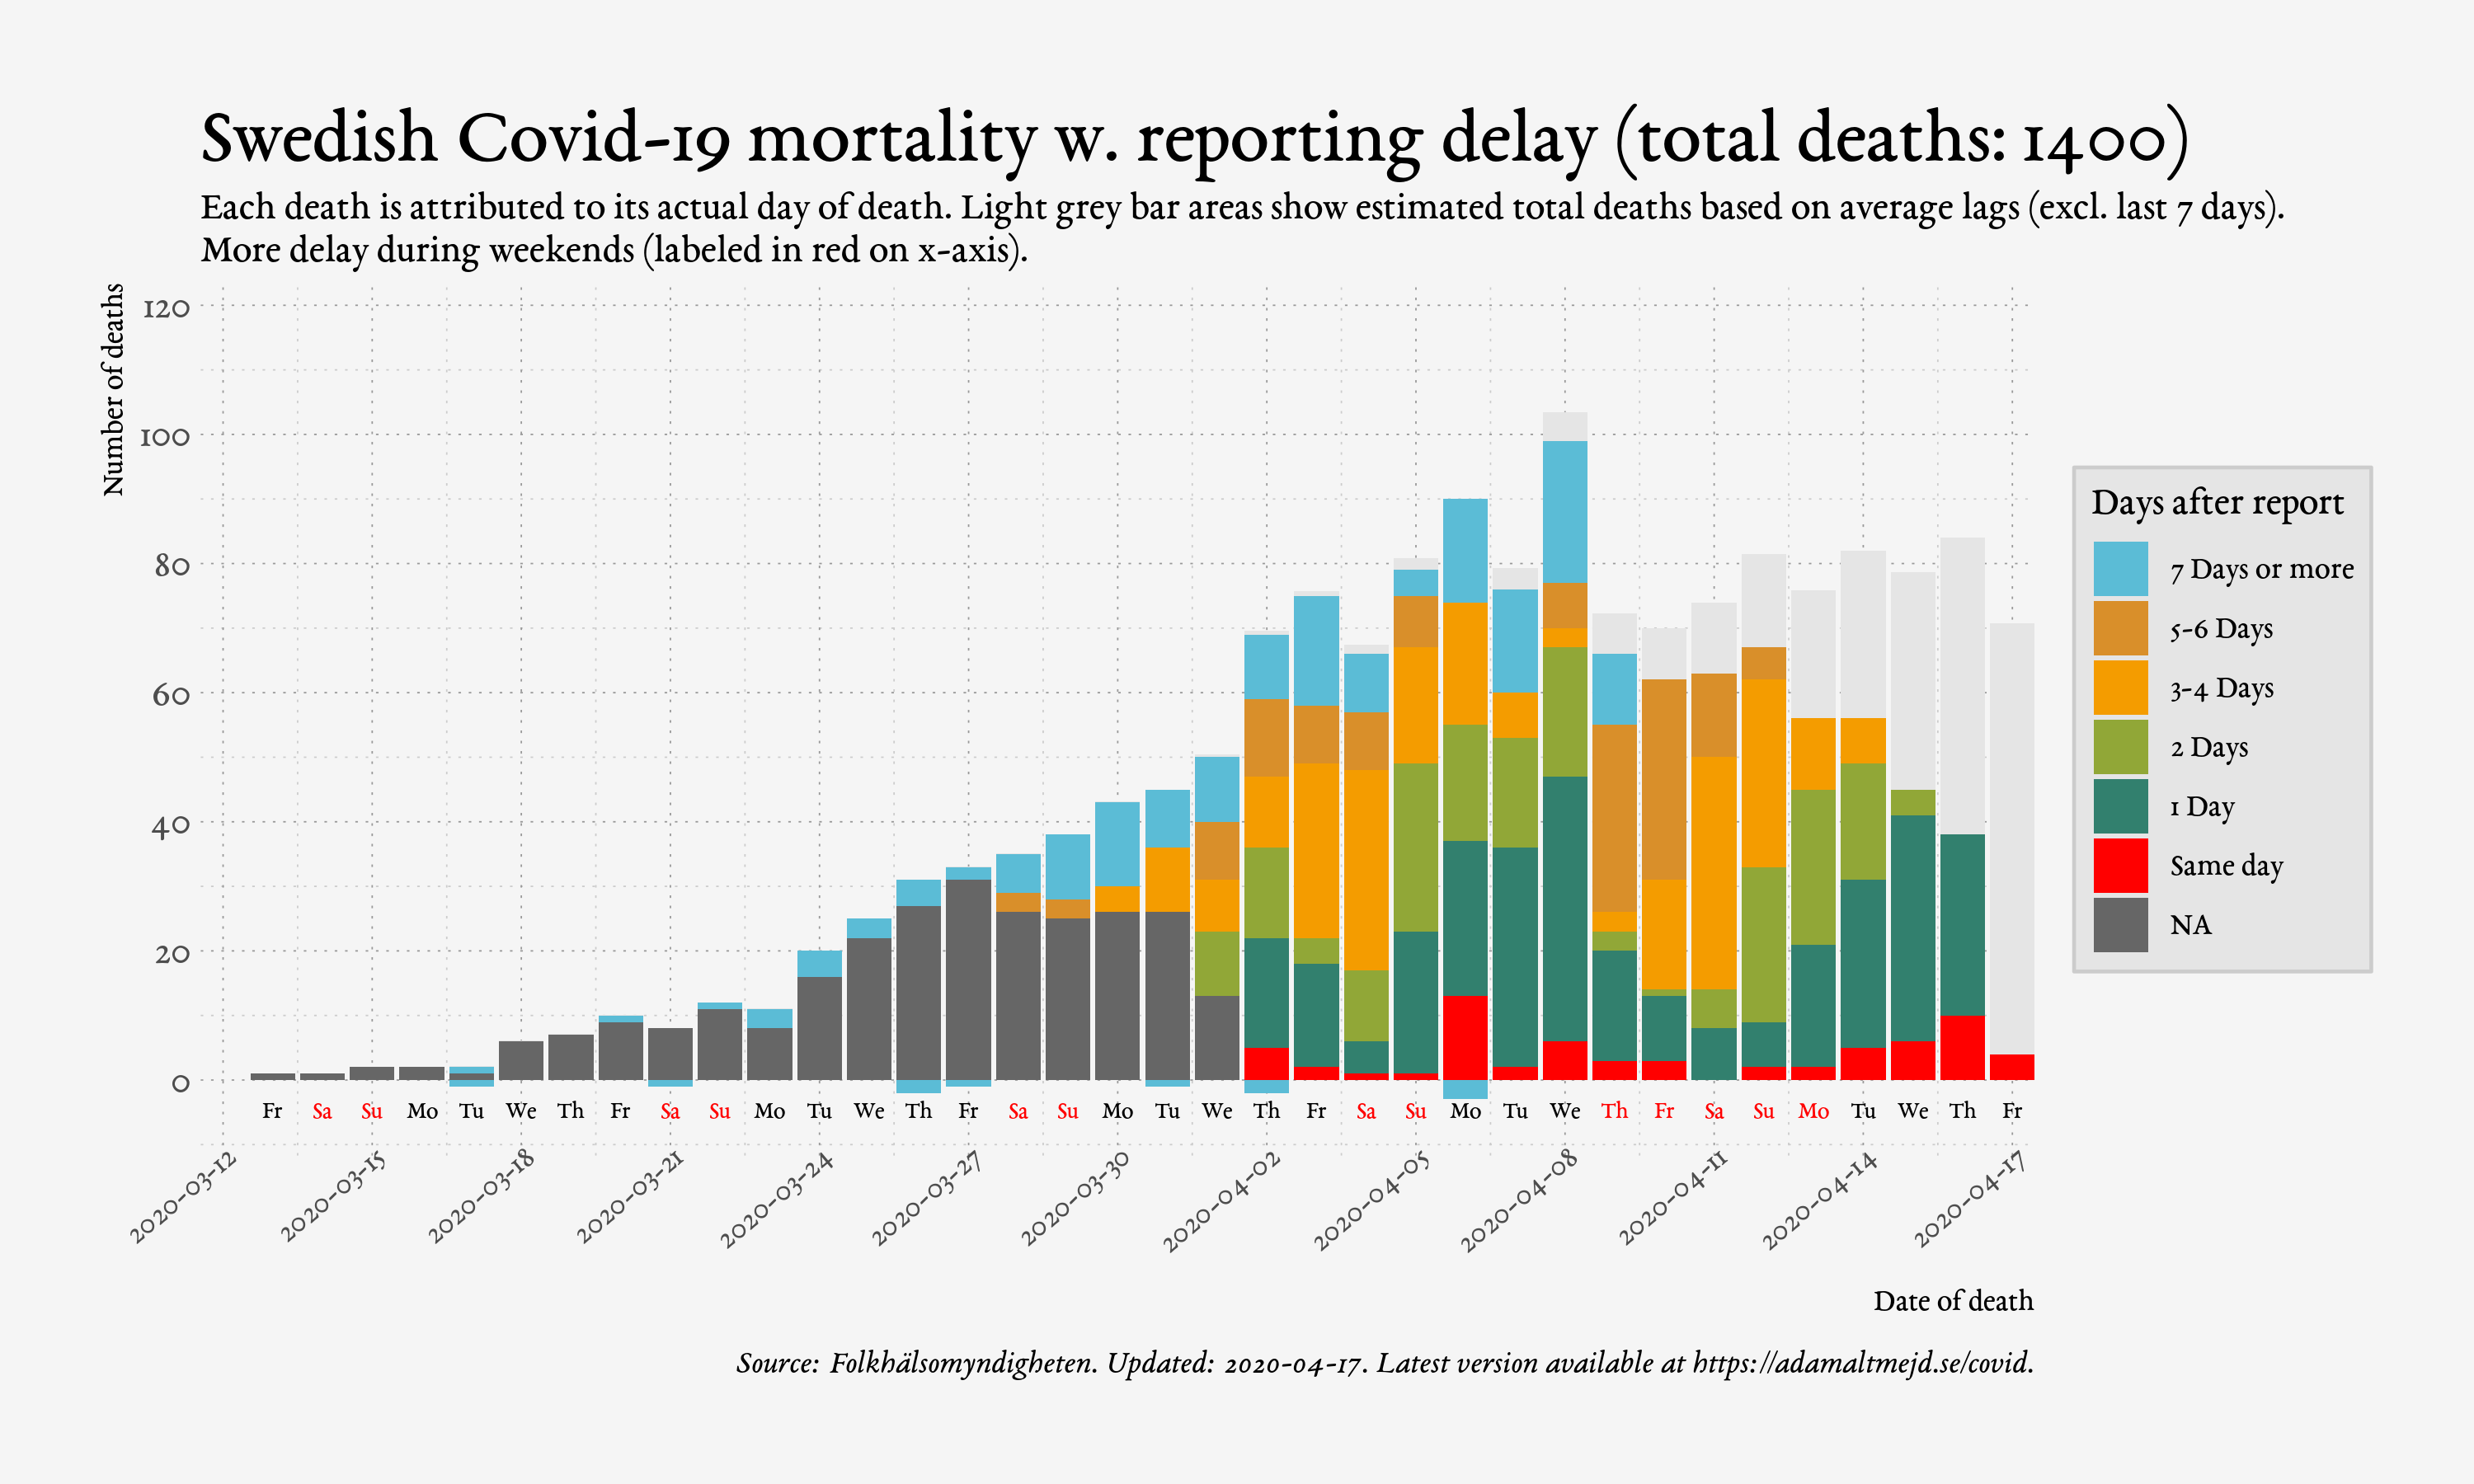 Swedish Covid-19 mortality w. reporting delay (total deaths: 1400)
Each death is attributed to its actual day of death. Light grey bar areas show estimated total deaths based on average lags (excl. last 7 days).
More delay during weekends (labeled in red on x-axis).
Number of deaths
120
100
80
60
40
20
0
Days after report
7 Days or more
5-6 Days
3-4 Days
2 Days
1 Day
Same day
NA
Fr Sa Su Mo Tu We Th Fr Sa Su Mo Tu We Th Fr Sa Su Mo Tu We Th Fr Sa Su Mo Tu We Th Fr Sa Su Mo Tu We Th Fr
2020-03-12 2020-03-15 2020-03-18 2020-03-21 2020-03-24 2020-03-27 2020-03-30 2020-04-02 2020-04-05 2020-04-08 2020-04-11 2020-04-14 2020-04-17
Date of death
Source: Folkhälsomyndigheten. Updated: 2020-04-17. Latest version available at https://adamaltmejd.se/covid.